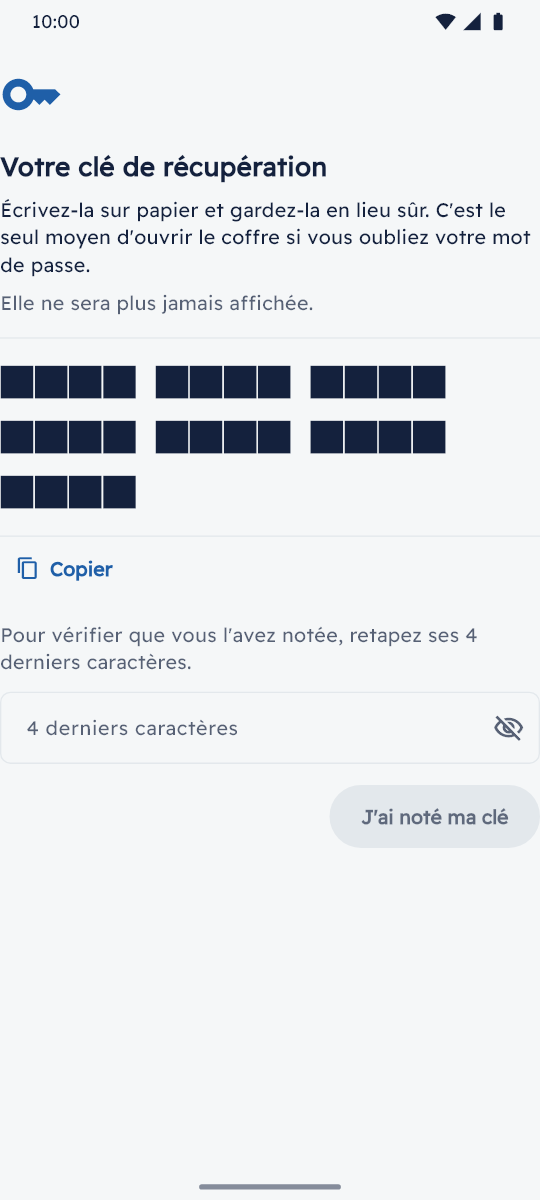 10:00
Votre clé de récupération
Écrivez-la sur papier et gardez-la en lieu sûr. C'est le
seul moyen d'ouvrir le coffre si vous oubliez votre mot
de passe.
Elle ne sera plus jamais affichée.
Copier
Pour vérifier que vous l'avez notée, retapez ses 4
derniers caractères.
4 derniers caractères
J'ai noté ma clé